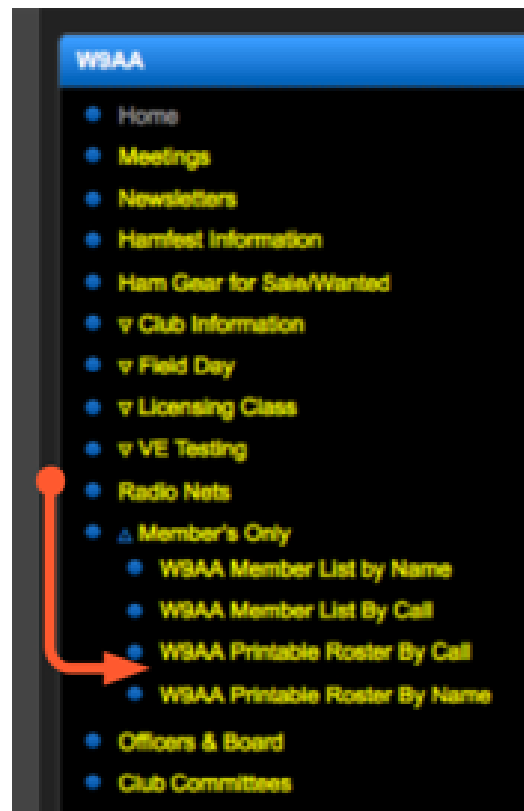 W9AA
Home
Meetings
Newsletters
Hamfest Information
Ham Gear for Sale/Wanted
▽ Club Information
▽ Field Day
▽ Licensing Class
▽ VE Testing
Radio Nets
△ Member's Only
W9AA Member List by Name
W9AA Member List By Call
W9AA Printable Roster By Call
W9AA Printable Roster By Name
Officers & Board
Club Committees